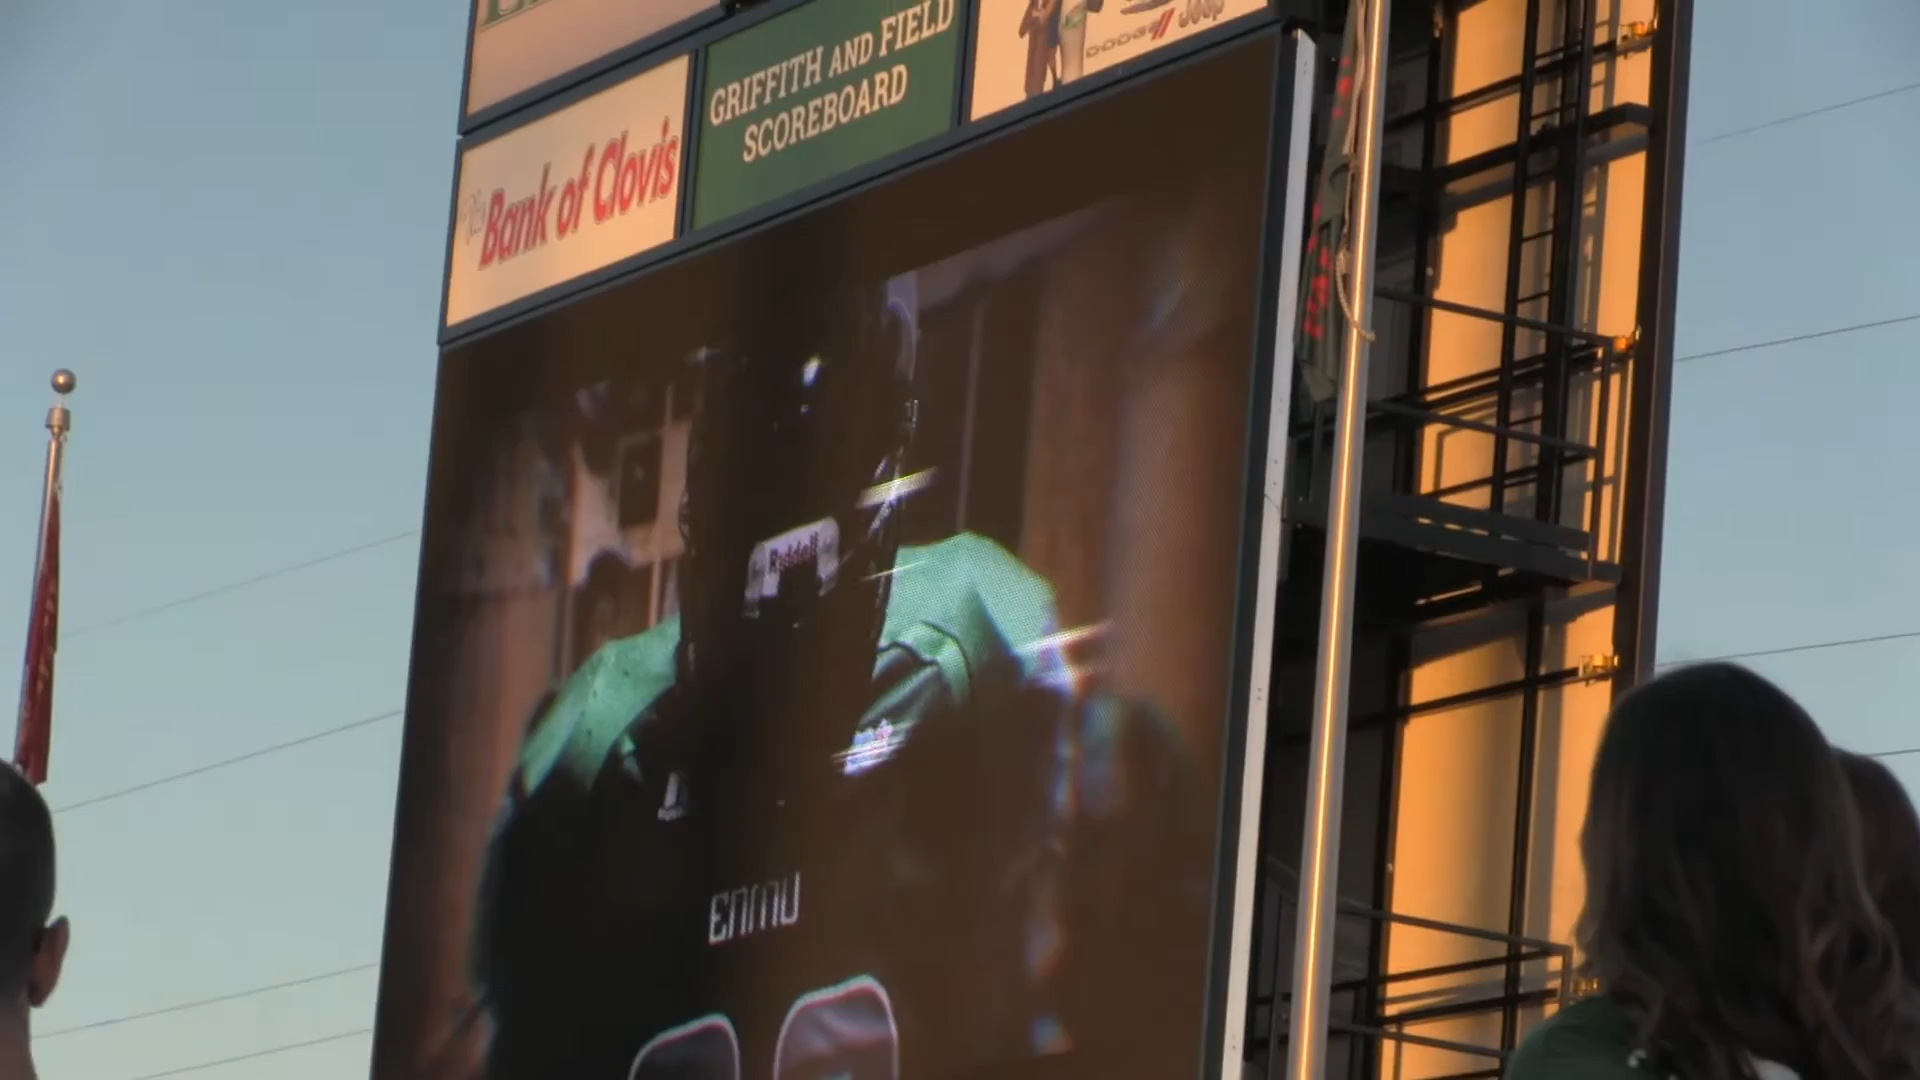 DODGE Jeep
GRIFFITH AND FIELD
SCOREBOARD
Bank of Clovis
Riddell
ENMU